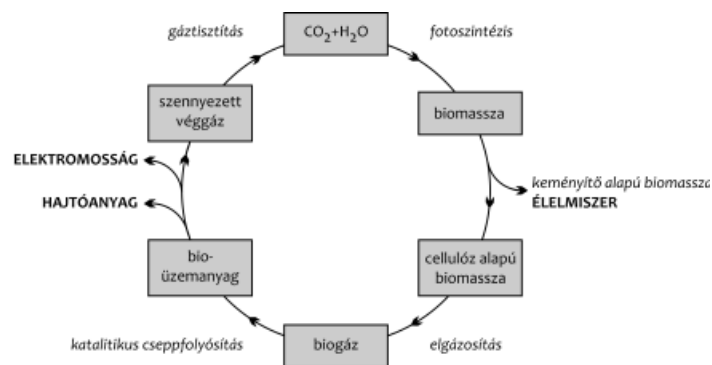 gáztisztítás
CO₂+H₂O
fotoszintézis
szennyezett
véggáz
biomassza
ELEKTROMOSSÁG
HAJTÓANYAG
keményítő alapú biomassza
ÉLELMISZER
bio-
üzemanyag
cellulóz alapú
biomassza
katalitikus cseppfolyósítás
biogáz
elgázosítás